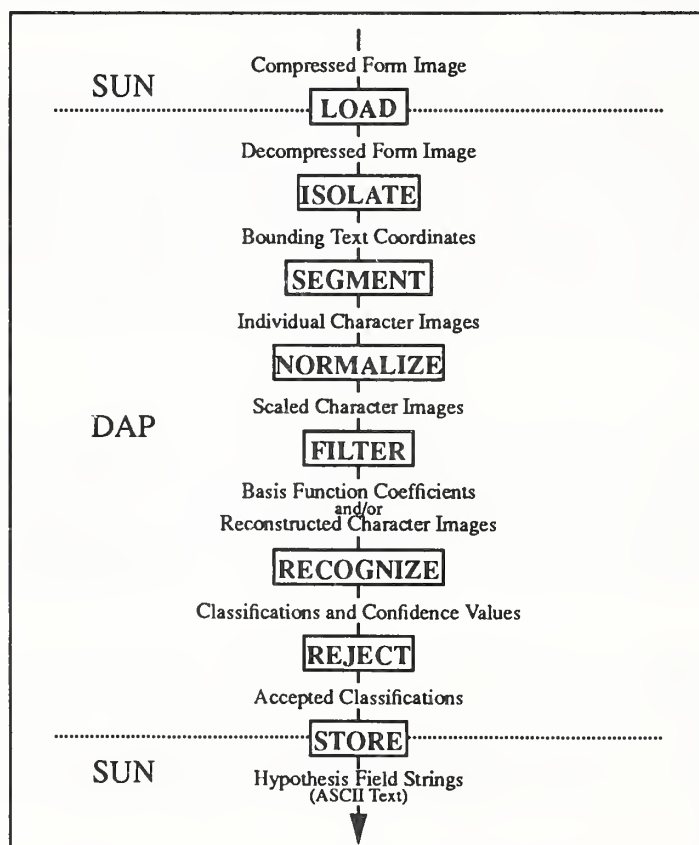 Compressed Form Image
SUN
LOAD
Decompressed Form Image
ISOLATE
Bounding Text Coordinates
SEGMENT
Individual Character Images
NORMALIZE
Scaled Character Images
DAP
FILTER
Basis Function Coefficients
and/or
Reconstructed Character Images
RECOGNIZE
Classifications and Confidence Values
REJECT
Accepted Classifications
STORE
SUN
Hypothesis Field Strings
(ASCII Text)